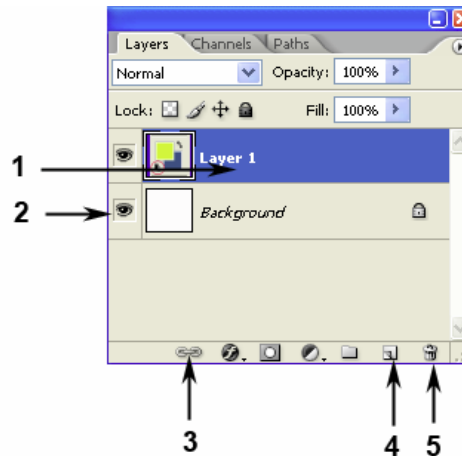 Layers Channels Paths
Normal Opacity: 100%
Lock: Fill: 100%
1 Layer 1
2 Background
3 4 5